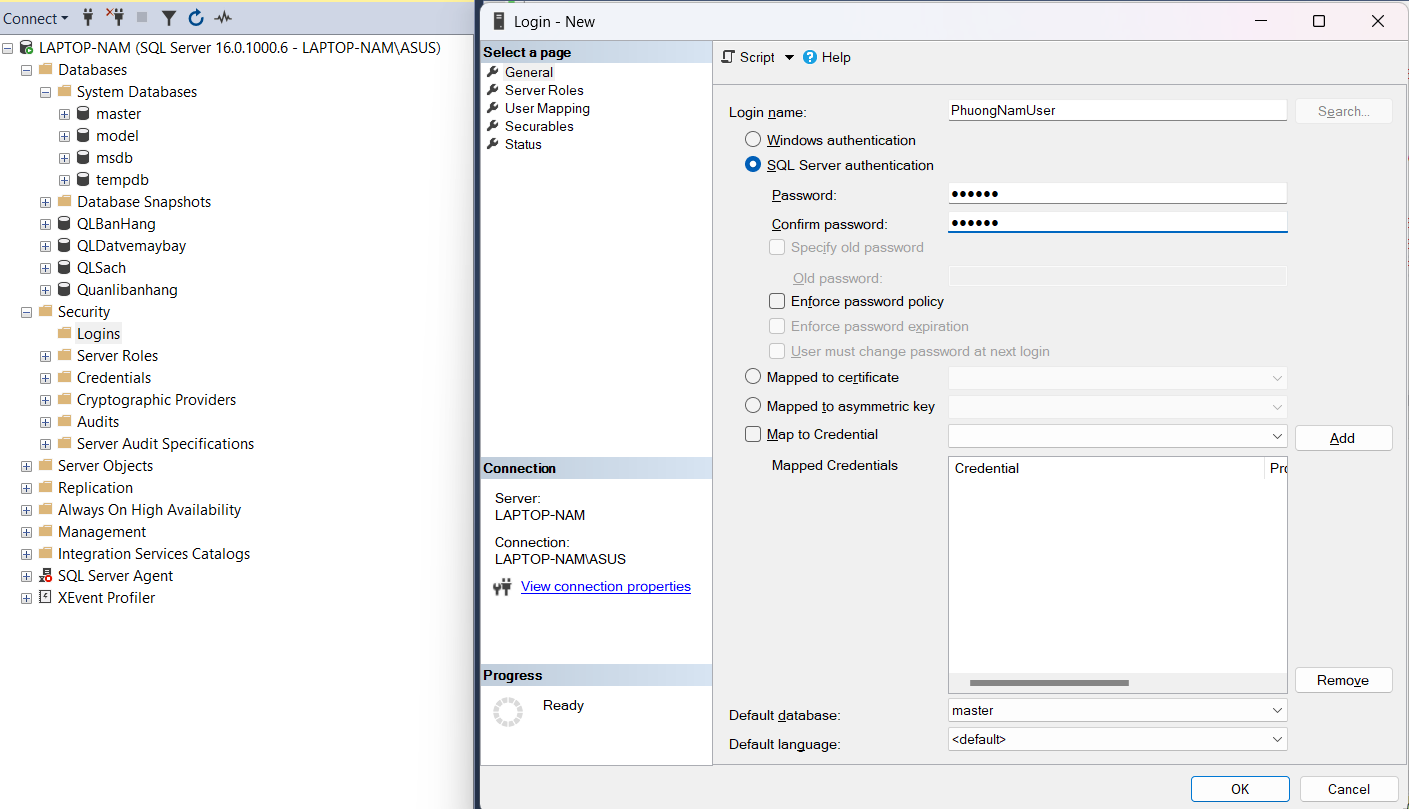 Connect
LAPTOP-NAM (SQL Server 16.0.1000.6 - LAPTOP-NAM\ASUS)
Databases
System Databases
master
model
msdb
tempdb
Database Snapshots
QLBanHang
QLDatvemaybay
QLSach
Quanlibanhang
Security
Logins
Server Roles
Credentials
Cryptographic Providers
Audits
Server Audit Specifications
Server Objects
Replication
Always On High Availability
Management
Integration Services Catalogs
SQL Server Agent
XEvent Profiler
Login - New
Select a page
General
Server Roles
User Mapping
Securables
Status
Connection
Server:
LAPTOP-NAM
Connection:
LAPTOP-NAM\ASUS
View connection properties
Progress
Ready
Script Help
Login name: PhuongNamUser Search...
Windows authentication
SQL Server authentication
Password: ●●●●●●
Confirm password: ●●●●●●
Specify old password
Old password:
Enforce password policy
Enforce password expiration
User must change password at next login
Mapped to certificate
Mapped to asymmetric key
Map to Credential Add
Mapped Credentials Credential Pro
Remove
Default database: master
Default language: <default>
OK Cancel